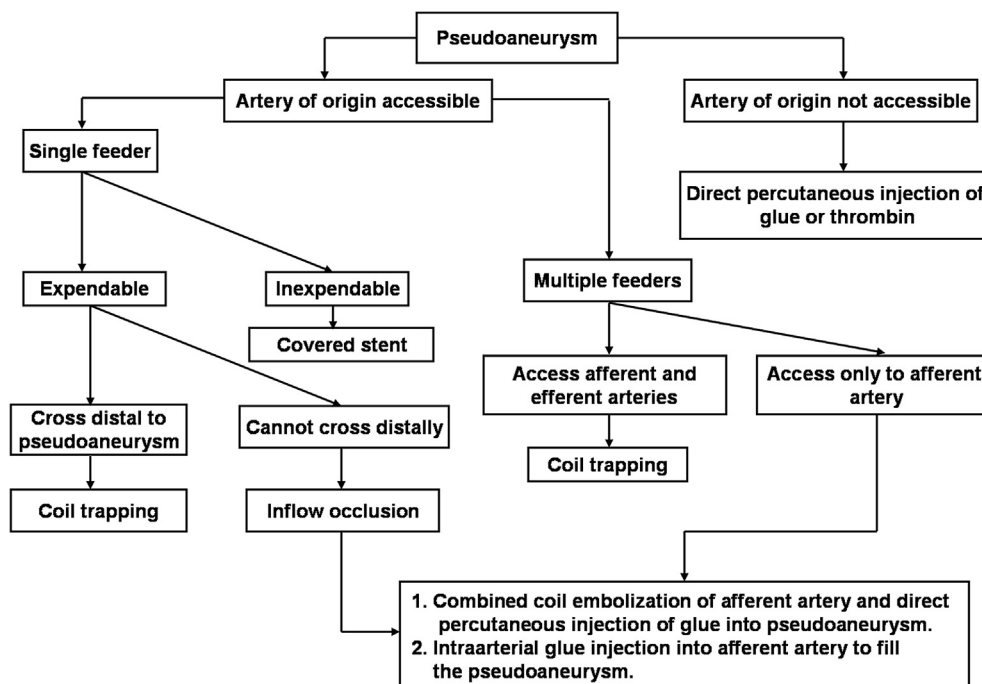 Pseudoaneurysm
Artery of origin accessible
Artery of origin not accessible
Single feeder
Direct percutaneous injection of
glue or thrombin
Expendable
Inexpendable
Multiple feeders
Covered stent
Access afferent and
efferent arteries
Access only to afferent
artery
Cross distal to
pseudoaneurysm
Cannot cross distally
Coil trapping
Coil trapping
Inflow occlusion
1. Combined coil embolization of afferent artery and direct
percutaneous injection of glue into pseudoaneurysm.
2. Intraarterial glue injection into afferent artery to fill
the pseudoaneurysm.